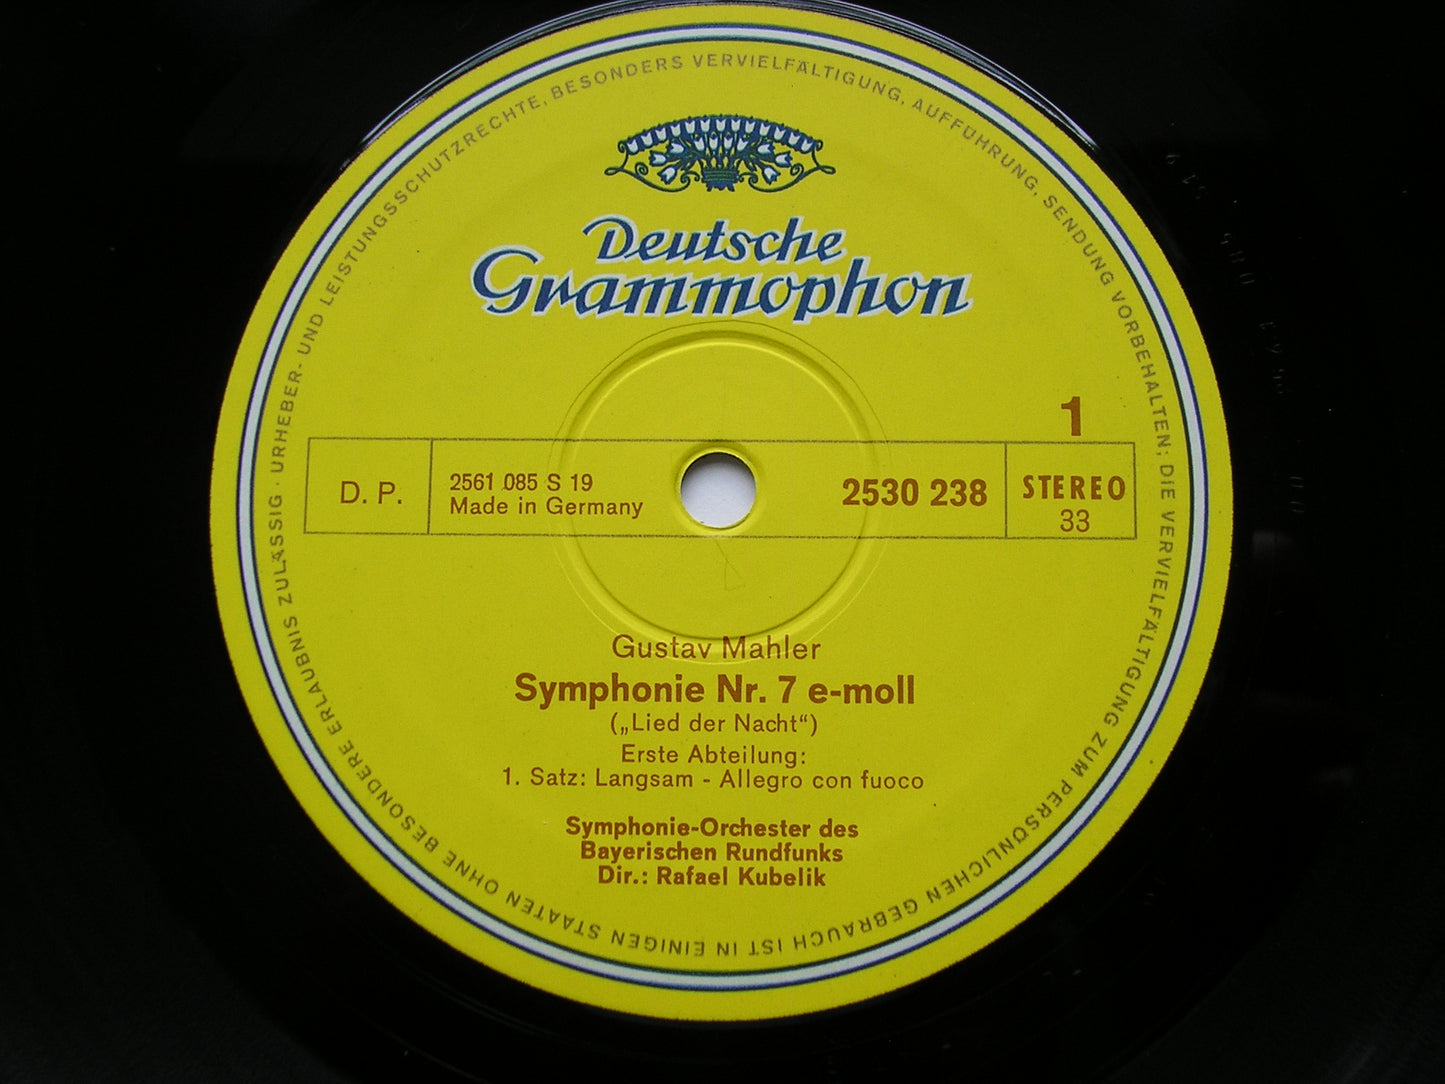 URHEBER- UND LEISTUNGSSCHUTZRECHTE, BESONDERS VERVIELFÄLTIGUNG, AUFFÜHRUNG, SENDUNG VORBEHALTEN; DIE VERVIELFÄLTIGUNG ZUM PERSÖNLICHEN GEBRAUCH IST IN EINIGEN STAATEN OHNE BESONDERE ERLAUBNIS ZULÄSSIG ·
Deutsche
Grammophon
1
D. P.
2561 085 S 19
Made in Germany
2530 238
STEREO
33
Gustav Mahler
Symphonie Nr. 7 e-moll
(„Lied der Nacht“)
Erste Abteilung:
1. Satz: Langsam - Allegro con fuoco
Symphonie-Orchester des
Bayerischen Rundfunks
Dir.: Rafael Kubelik